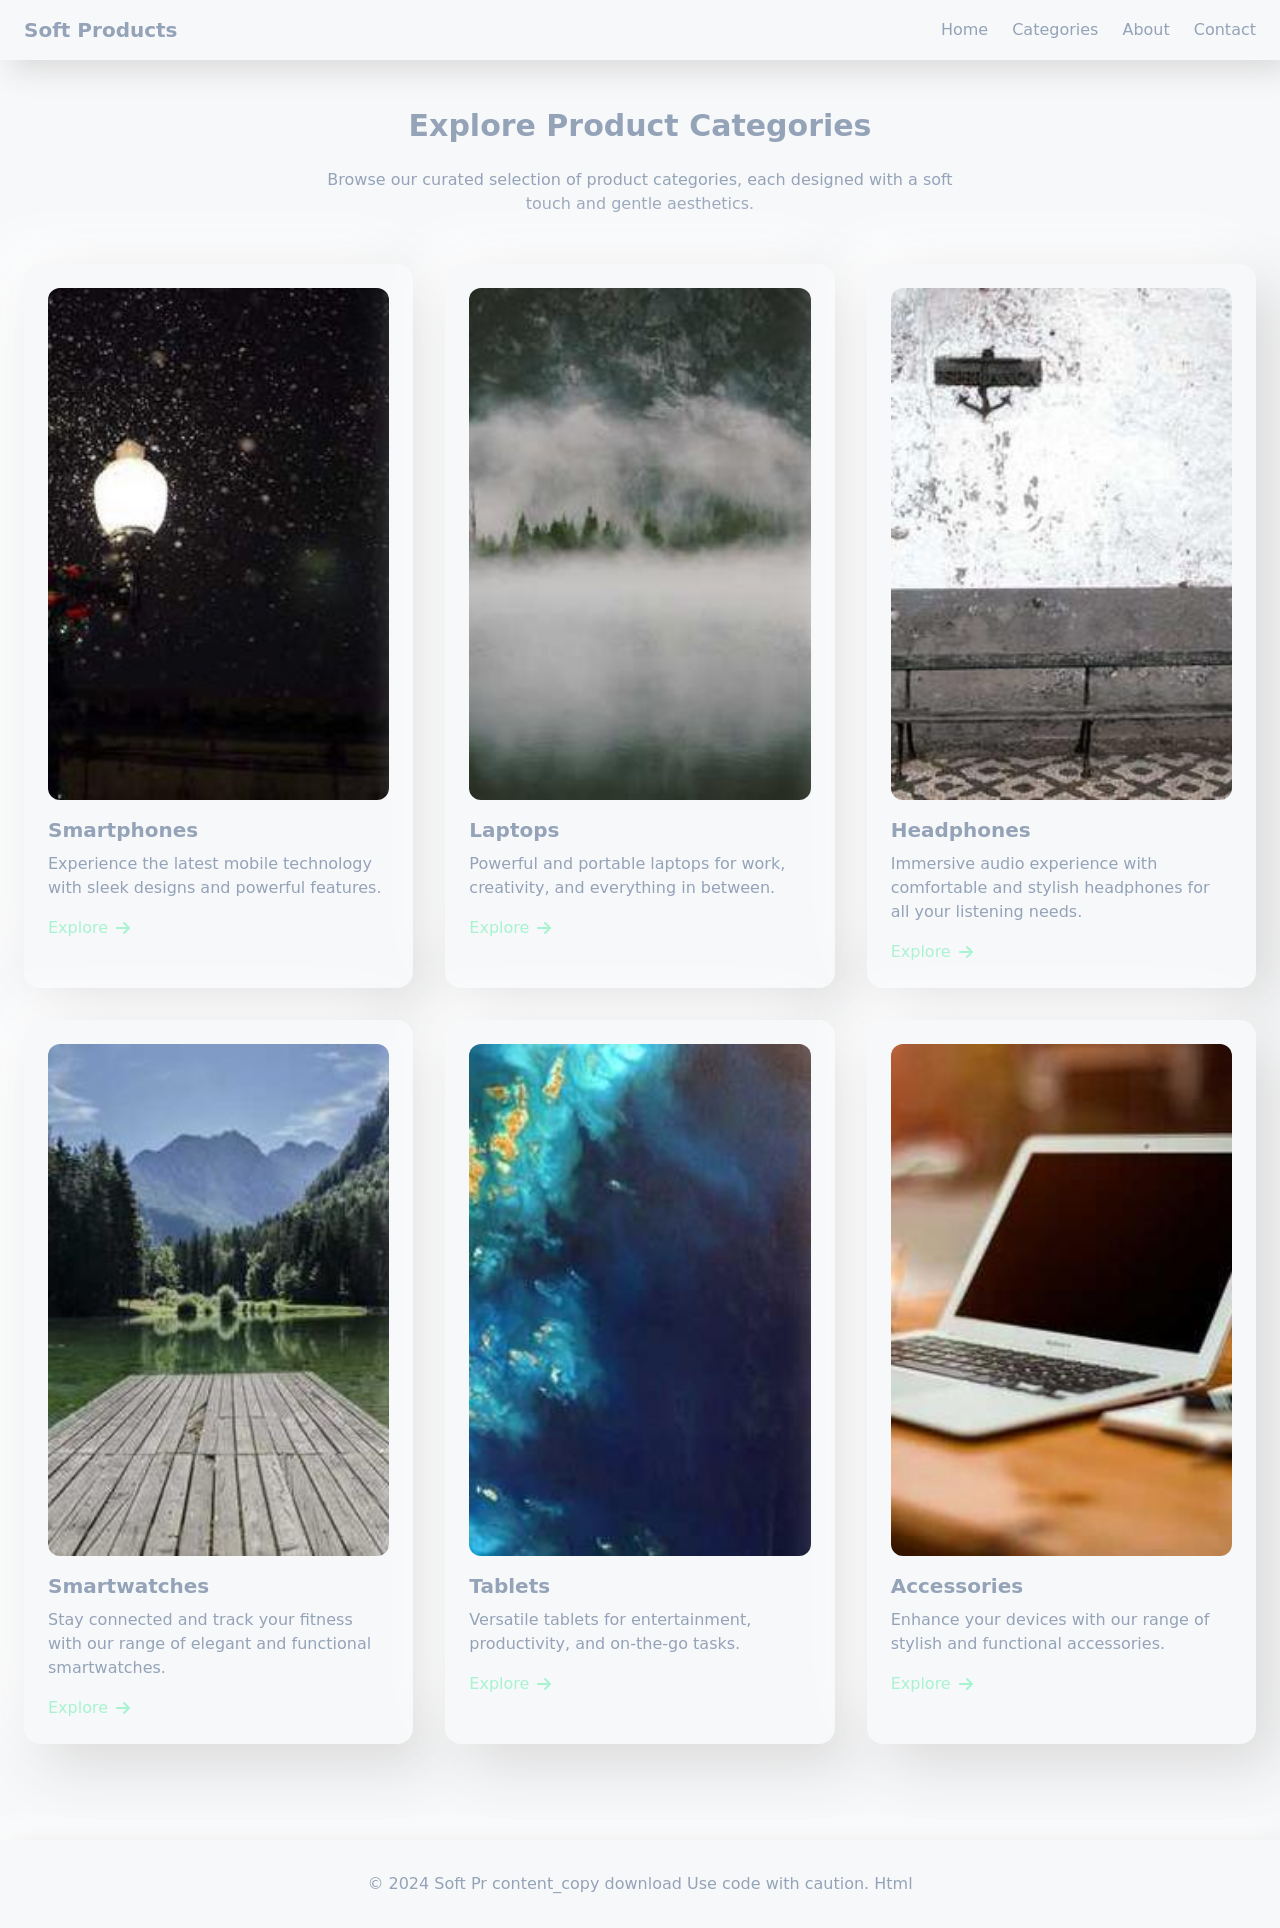 Soft Products
Home Categories About Contact
Explore Product Categories
Browse our curated selection of product categories, each designed with a soft
touch and gentle aesthetics.
Smartphones
Experience the latest mobile technology
with sleek designs and powerful features.
Explore →
Laptops
Powerful and portable laptops for work,
creativity, and everything in between.
Explore →
Headphones
Immersive audio experience with
comfortable and stylish headphones for
all your listening needs.
Explore →
Smartwatches
Stay connected and track your fitness
with our range of elegant and functional
smartwatches.
Explore →
Tablets
Versatile tablets for entertainment,
productivity, and on-the-go tasks.
Explore →
Accessories
Enhance your devices with our range of
stylish and functional accessories.
Explore →
© 2024 Soft Pr content_copy download Use code with caution. Html